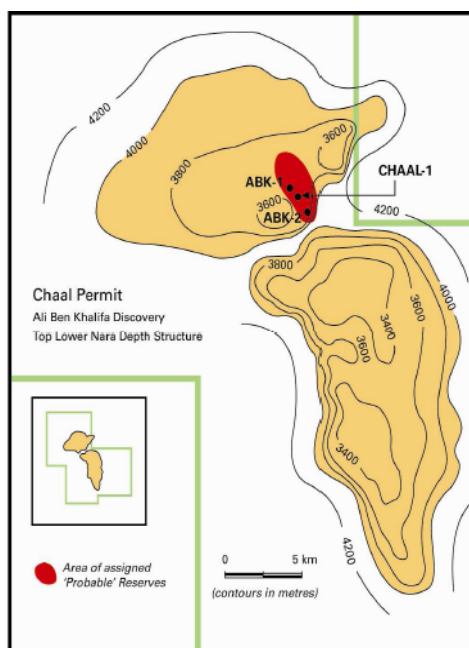 4200
4000
3800
3600
ABK-1
CHAAL-1
3600
ABK-2
4200
3800
4000
3600
3400
3600
3400
4200
Chaal Permit
Ali Ben Khalifa Discovery
Top Lower Nara Depth Structure
Area of assigned
'Probable' Reserves
0 5 km
(contours in metres)